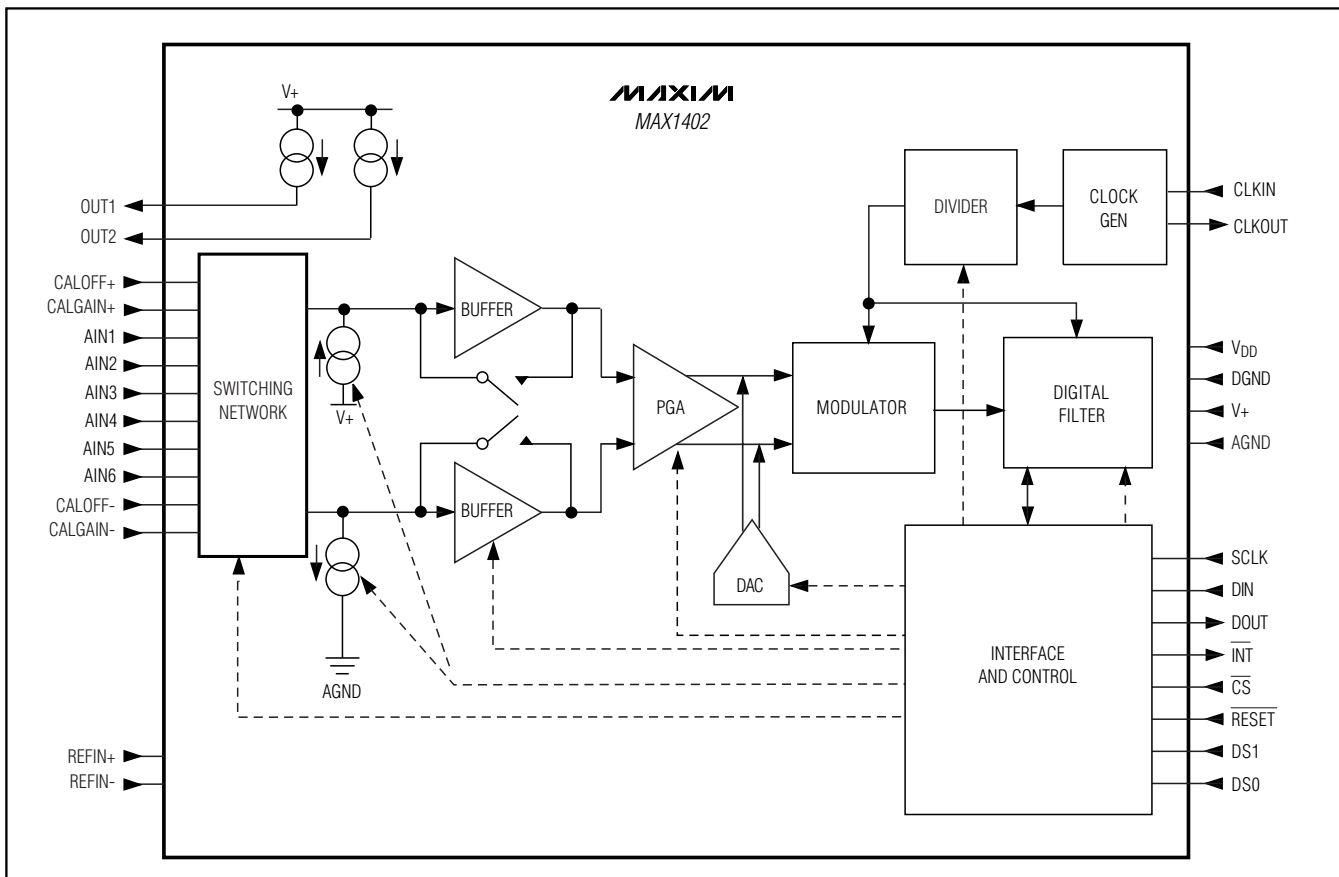 MAXIM
MAX1402
V+
OUT1
OUT2
CALOFF+
CALGAIN+
AIN1
AIN2
AIN3
AIN4
AIN5
AIN6
CALOFF-
CALGAIN-
REFIN+
REFIN-
SWITCHING
NETWORK
V+
AGND
BUFFER
BUFFER
PGA
DAC
MODULATOR
DIVIDER
CLOCK
GEN
DIGITAL
FILTER
INTERFACE
AND CONTROL
CLKIN
CLKOUT
VDD
DGND
V+
AGND
SCLK
DIN
DOUT
INT
CS
RESET
DS1
DS0